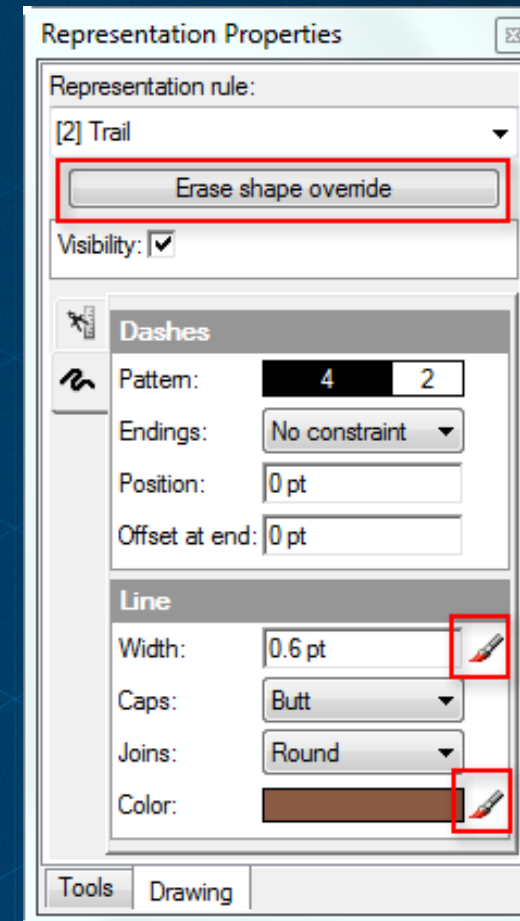 Representation Properties
Representation rule:
[2] Trail
Erase shape override
Visibility:
Dashes
Pattern: 4 2
Endings: No constraint
Position: 0 pt
Offset at end: 0 pt
Line
Width: 0.6 pt
Caps: Butt
Joins: Round
Color:
Tools Drawing